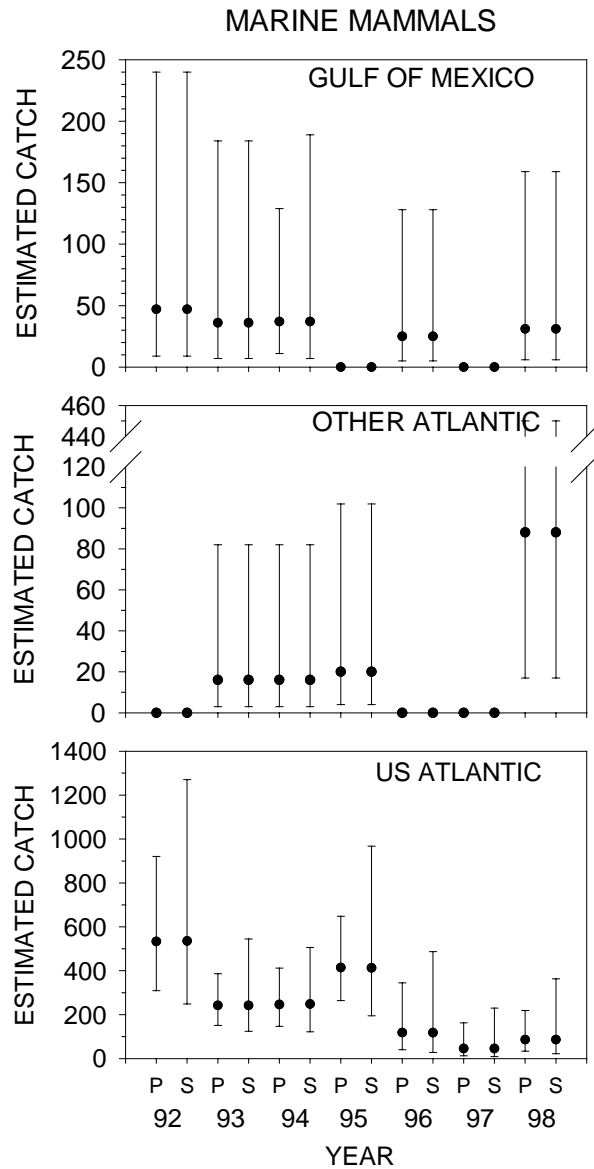 MARINE MAMMALS
GULF OF MEXICO
ESTIMATED CATCH
250
200
150
100
50
0
OTHER ATLANTIC
ESTIMATED CATCH
460
440
120
100
80
60
40
20
0
US ATLANTIC
ESTIMATED CATCH
1400
1200
1000
800
600
400
200
0
P S P S P S P S P S P S P S
92 93 94 95 96 97 98
YEAR